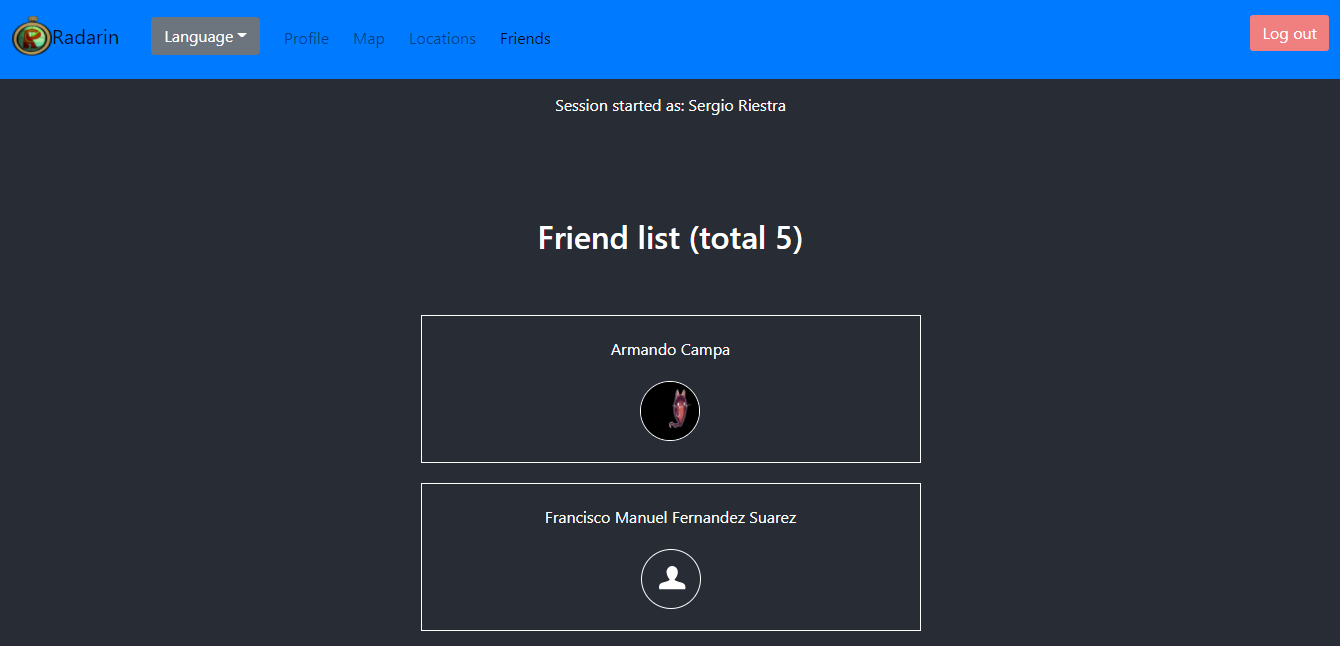 Radarin Language Profile Map Locations Friends Log out
Session started as: Sergio Riestra
Friend list (total 5)
Armando Campa
Francisco Manuel Fernandez Suarez